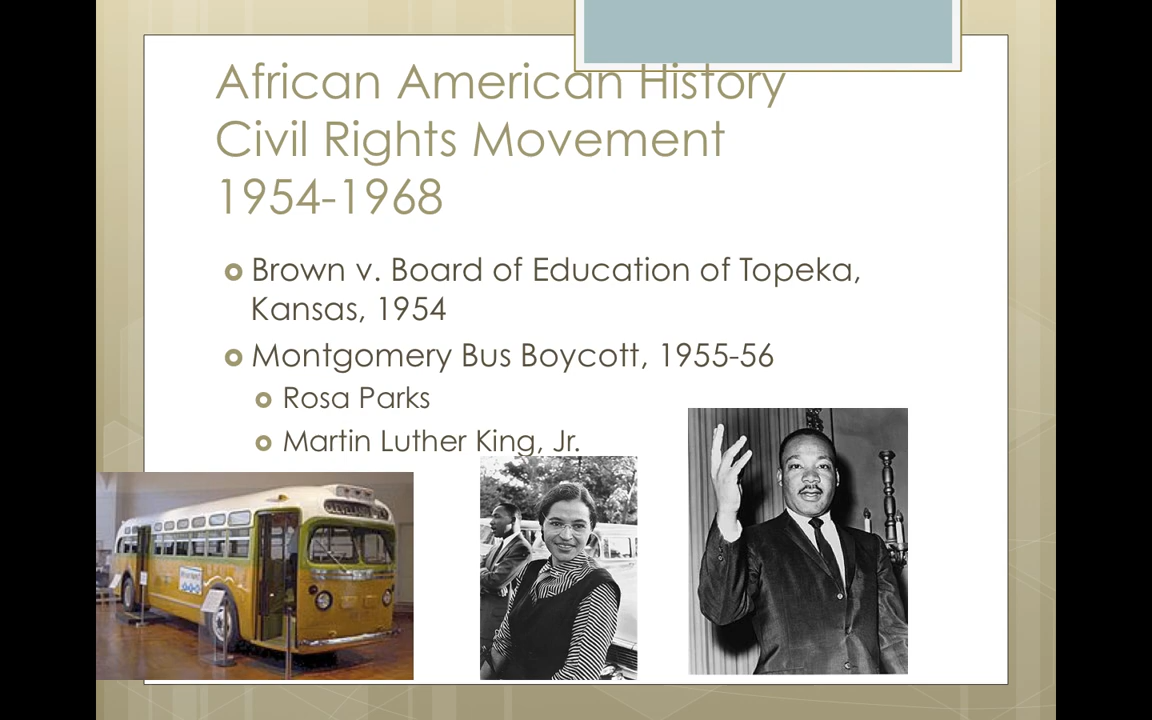 African American History
Civil Rights Movement
1954-1968
Brown v. Board of Education of Topeka,
Kansas, 1954
Montgomery Bus Boycott, 1955-56
Rosa Parks
Martin Luther King, Jr.